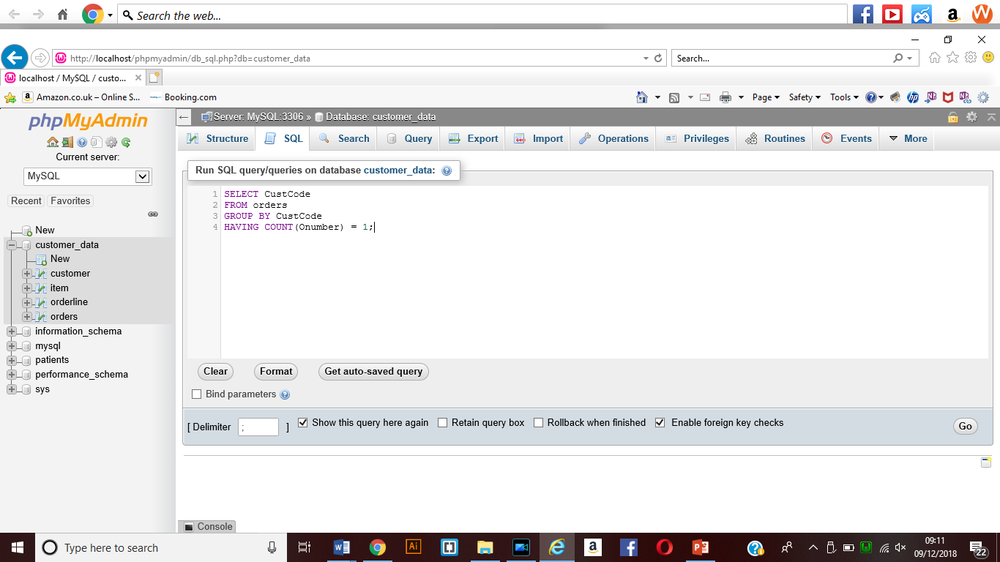 Search the web...
a
http://localhost/phpmyadmin/db_sql.php?db=customer_data
Search...
localhost / MySQL / custo...
a Amazon.co.uk – Online S...
Booking.com
Page
Safety
Tools
phpMyAdmin
Server: MySQL:3306 » Database: customer_data
Structure
SQL
Search
Query
Export
Import
Operations
Privileges
Routines
Events
More
Current server:
MySQL
Recent
Favorites
New
customer_data
New
customer
item
orderline
orders
information_schema
mysql
patients
performance_schema
sys
Run SQL query/queries on database customer_data:
1 SELECT CustCode
2 FROM orders
3 GROUP BY CustCode
4 HAVING COUNT(Onumber) = 1;
Clear
Format
Get auto-saved query
Bind parameters
[ Delimiter ; ]
Show this query here again
Retain query box
Rollback when finished
Enable foreign key checks
Go
Console
Type here to search
Ai
a
09:11
09/12/2018
22